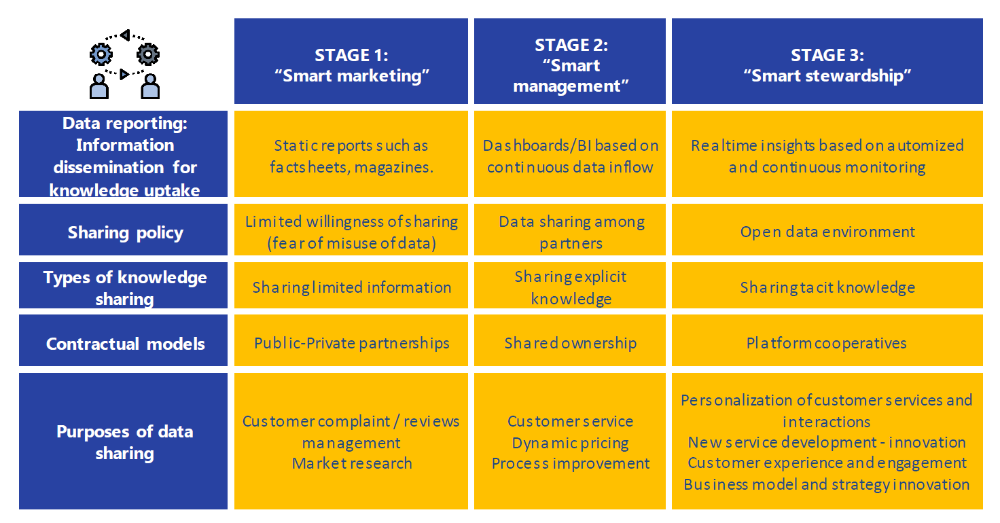 STAGE 1:
“Smart marketing”
STAGE 2:
“Smart
management”
STAGE 3:
“Smart stewardship”
Data reporting:
Information
dissemination for
knowledge uptake
Static reports such as
factsheets, magazines.
Dashboards/BI based on
continuous data inflow
Realtime insights based on automized
and continuous monitoring
Sharing policy
Limited willingness of sharing
(fear of misuse of data)
Data sharing among
partners
Open data environment
Types of knowledge
sharing
Sharing limited information
Sharing explicit
knowledge
Sharing tacit knowledge
Contractual models
Public-Private partnerships
Shared ownership
Platform cooperatives
Purposes of data
sharing
Customer complaint / reviews
management
Market research
Customer service
Dynamic pricing
Process improvement
Personalization of customer services and
interactions
New service development - innovation
Customer experience and engagement
Business model and strategy innovation